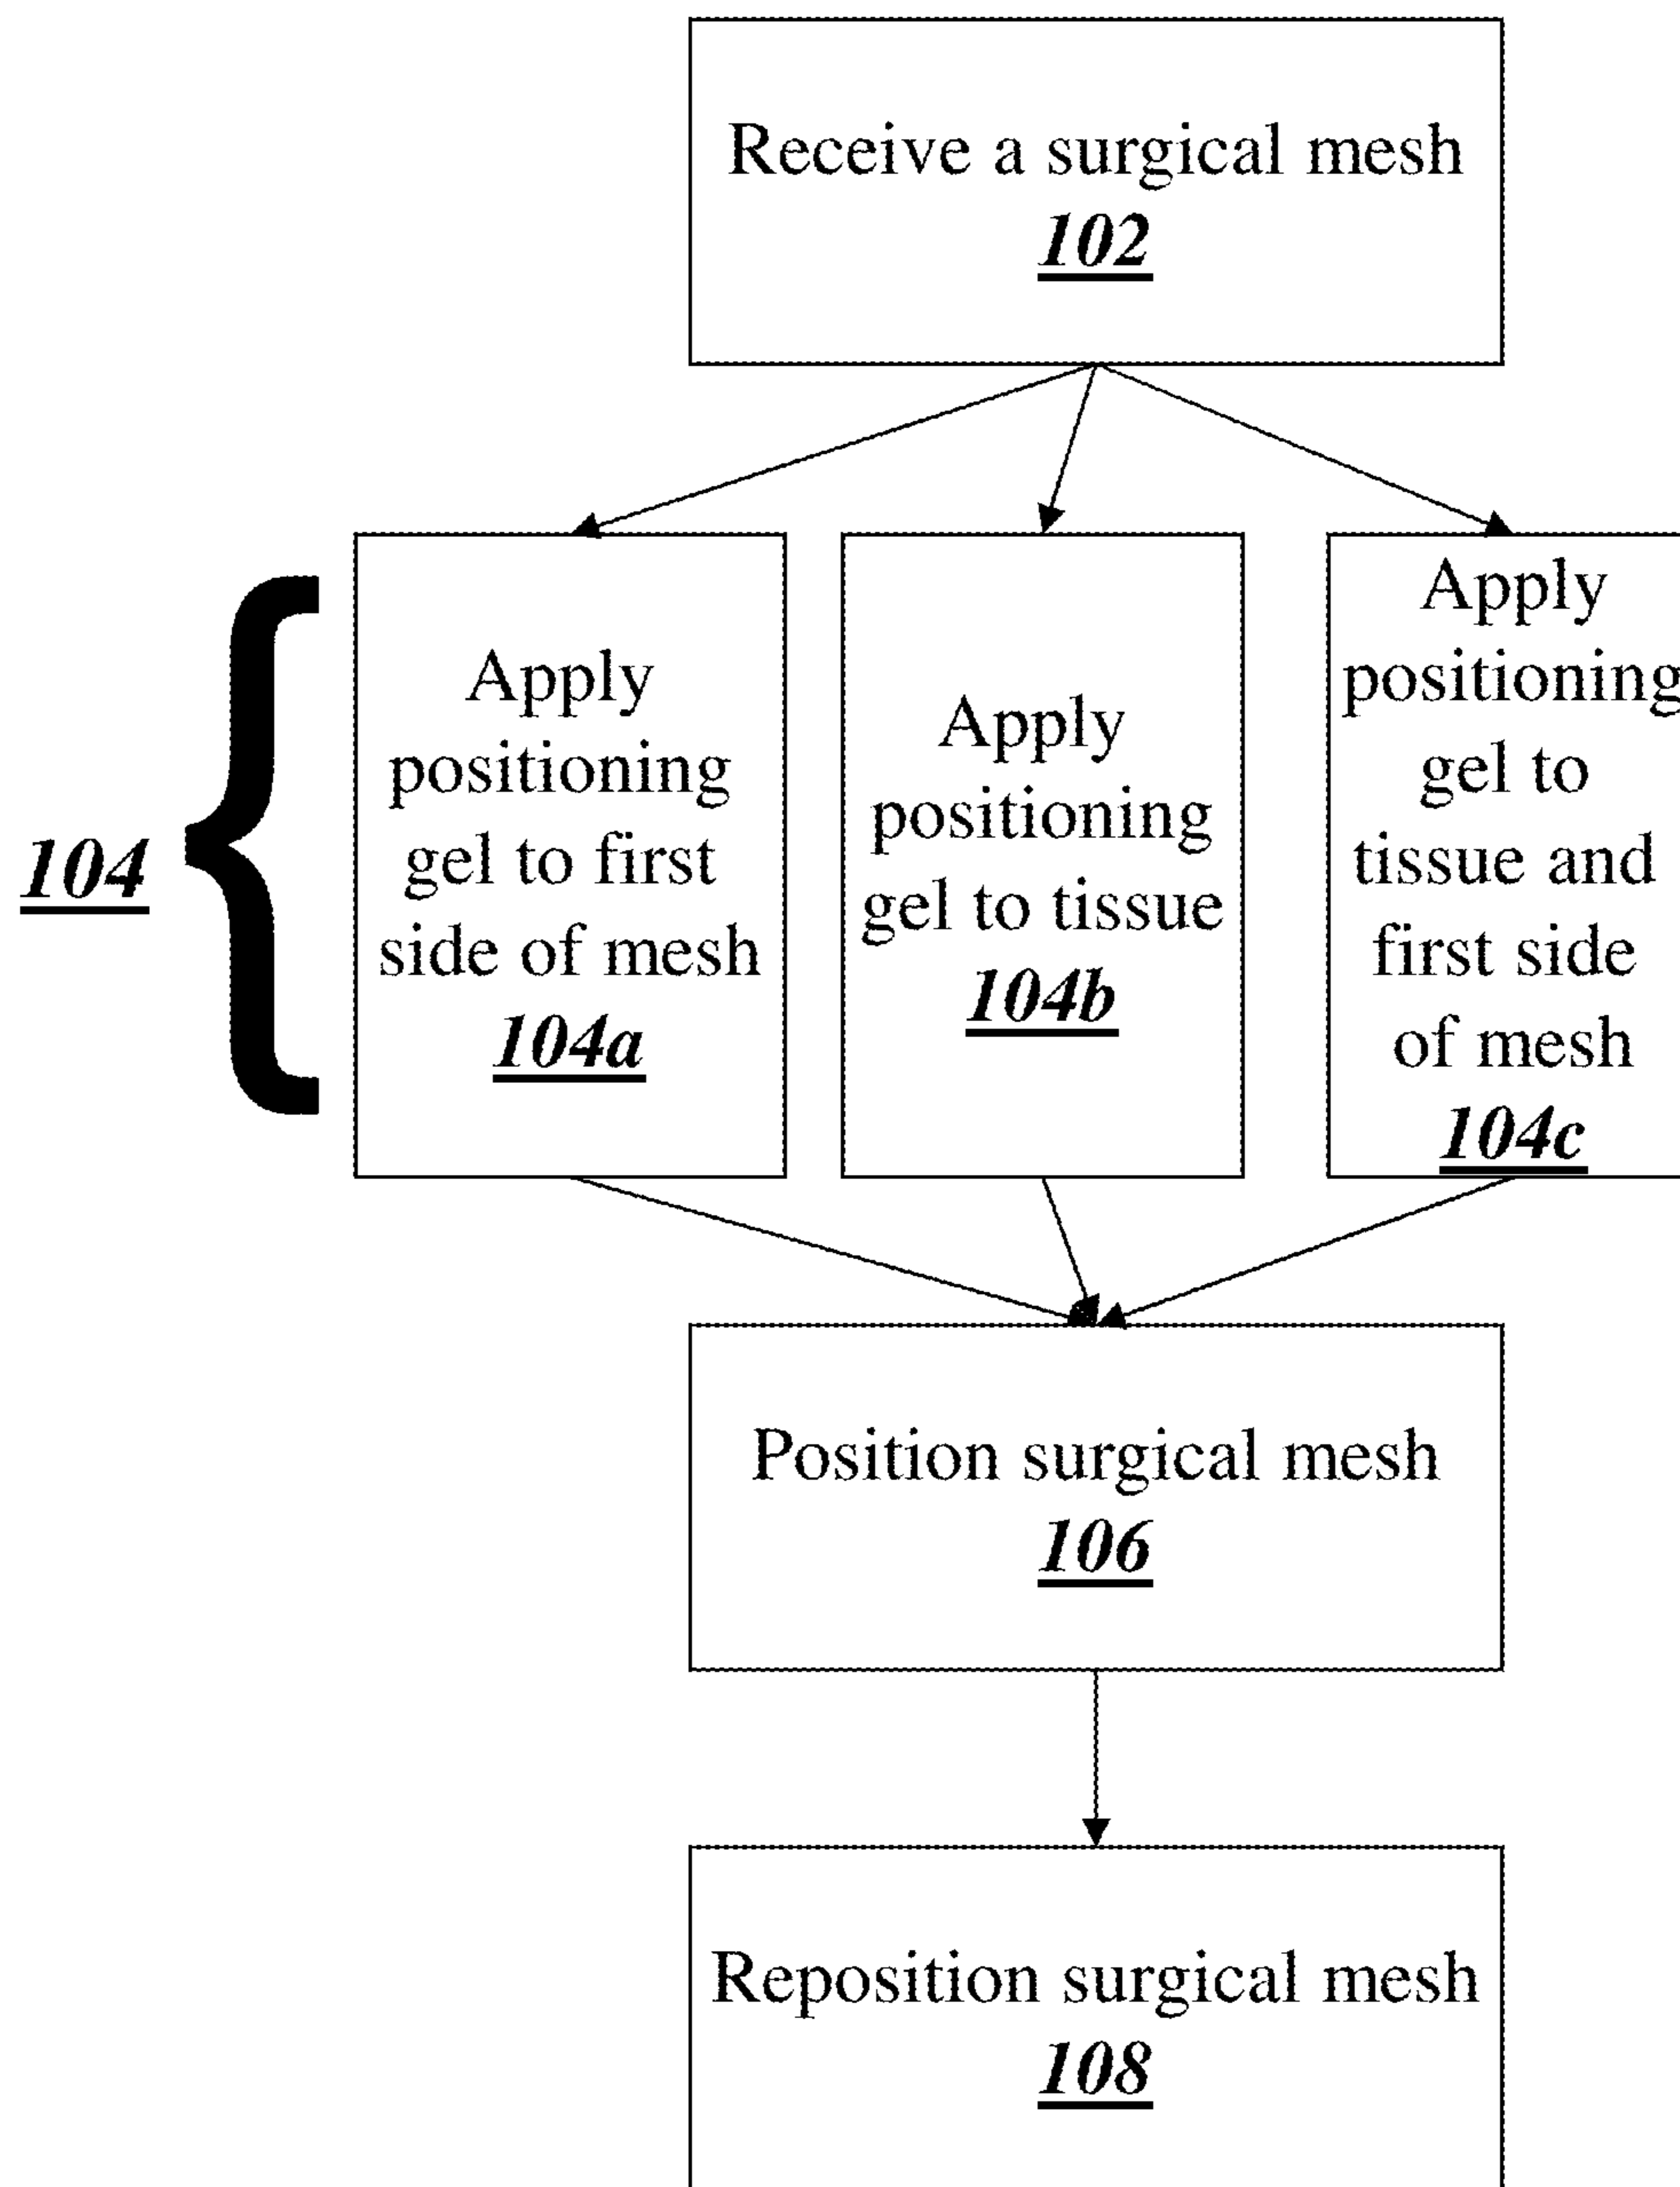 Receive a surgical mesh
102
104
Apply
positioning
gel to first
side of mesh
104a
Apply
positioning
gel to tissue
104b
Apply
positioning
gel to
tissue and
first side
of mesh
104c
Position surgical mesh
106
Reposition surgical mesh
108